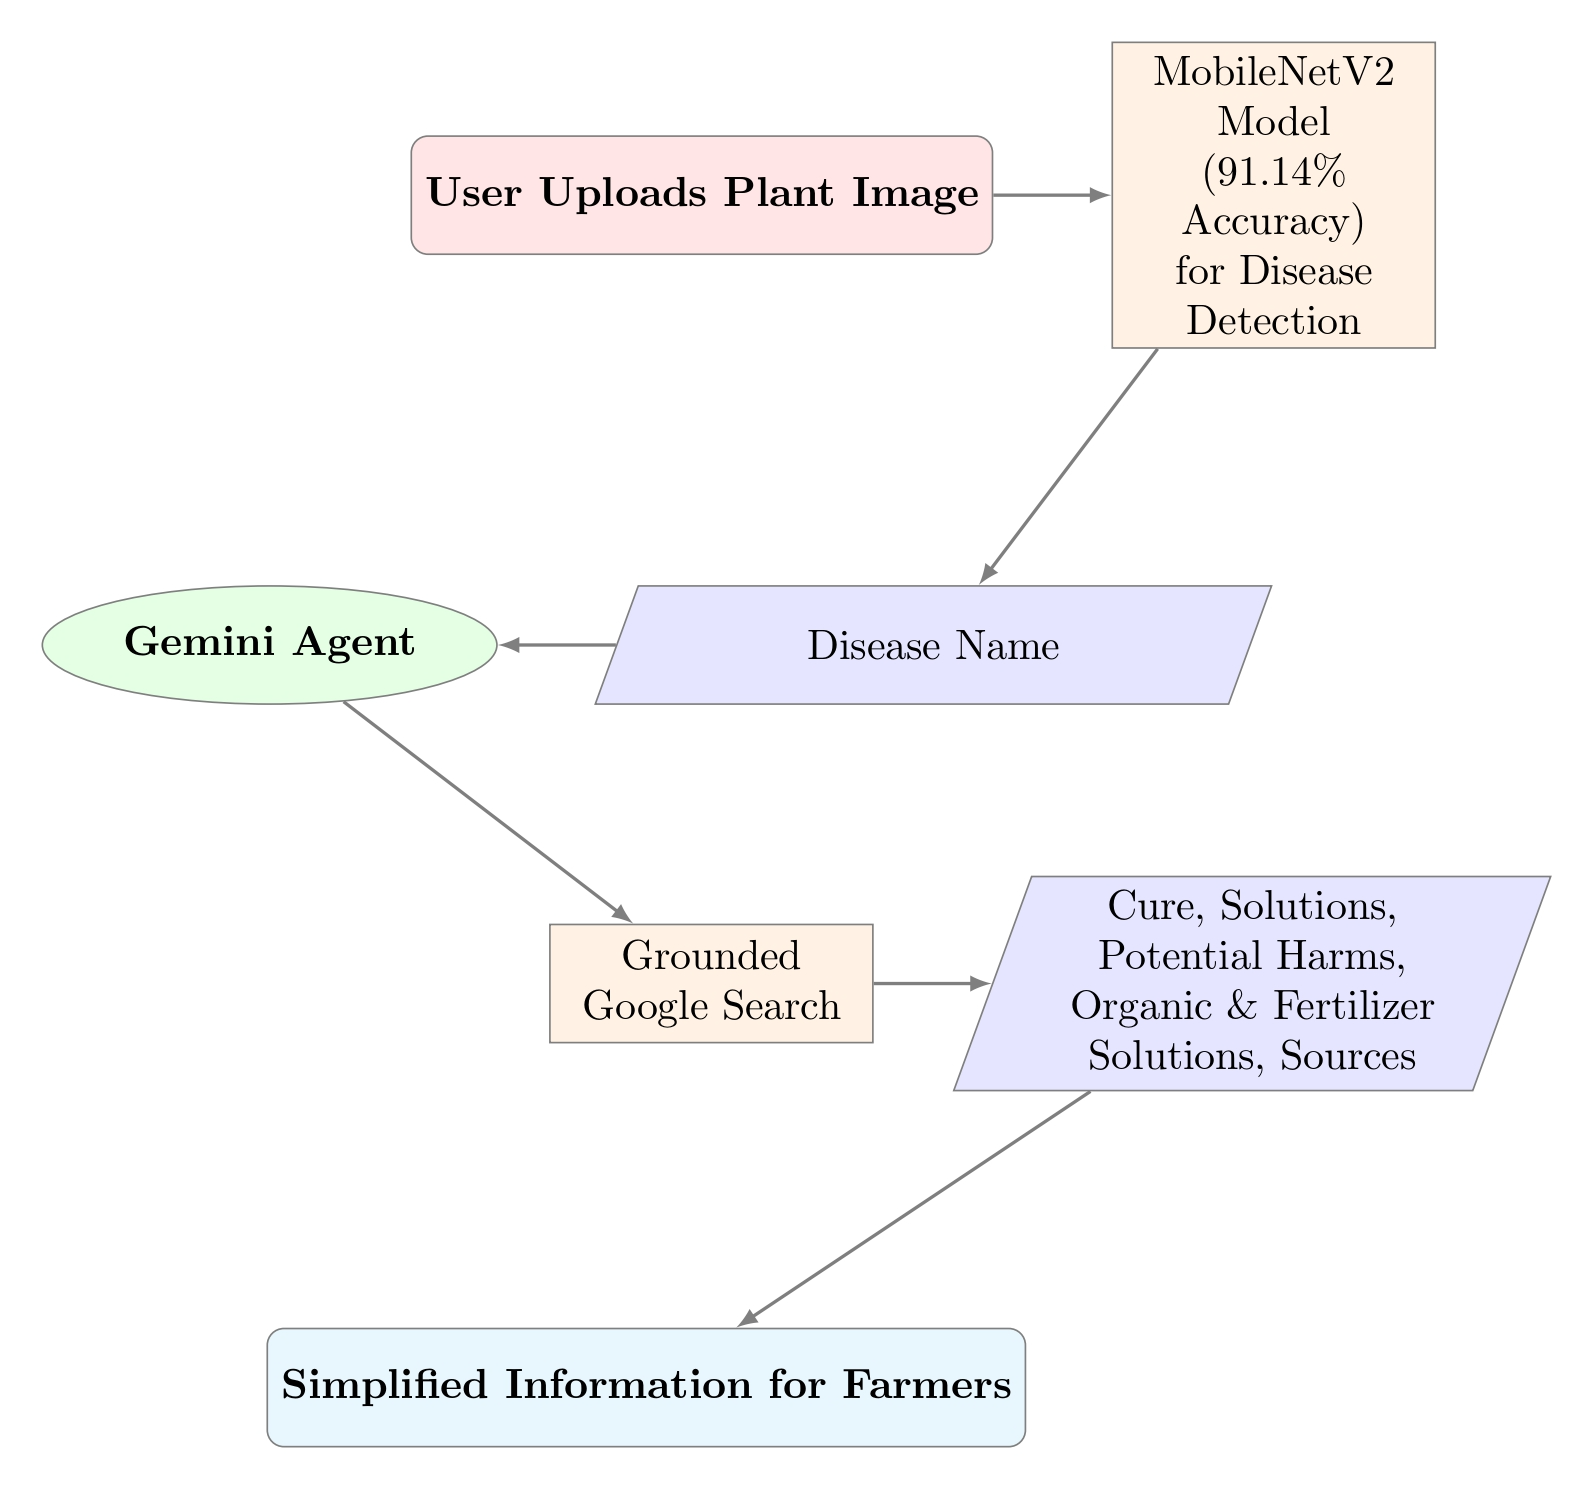 User Uploads Plant Image
MobileNetV2
Model
(91.14%
Accuracy)
for Disease
Detection
Disease Name
Gemini Agent
Grounded
Google Search
Cure, Solutions,
Potential Harms,
Organic & Fertilizer
Solutions, Sources
Simplified Information for Farmers